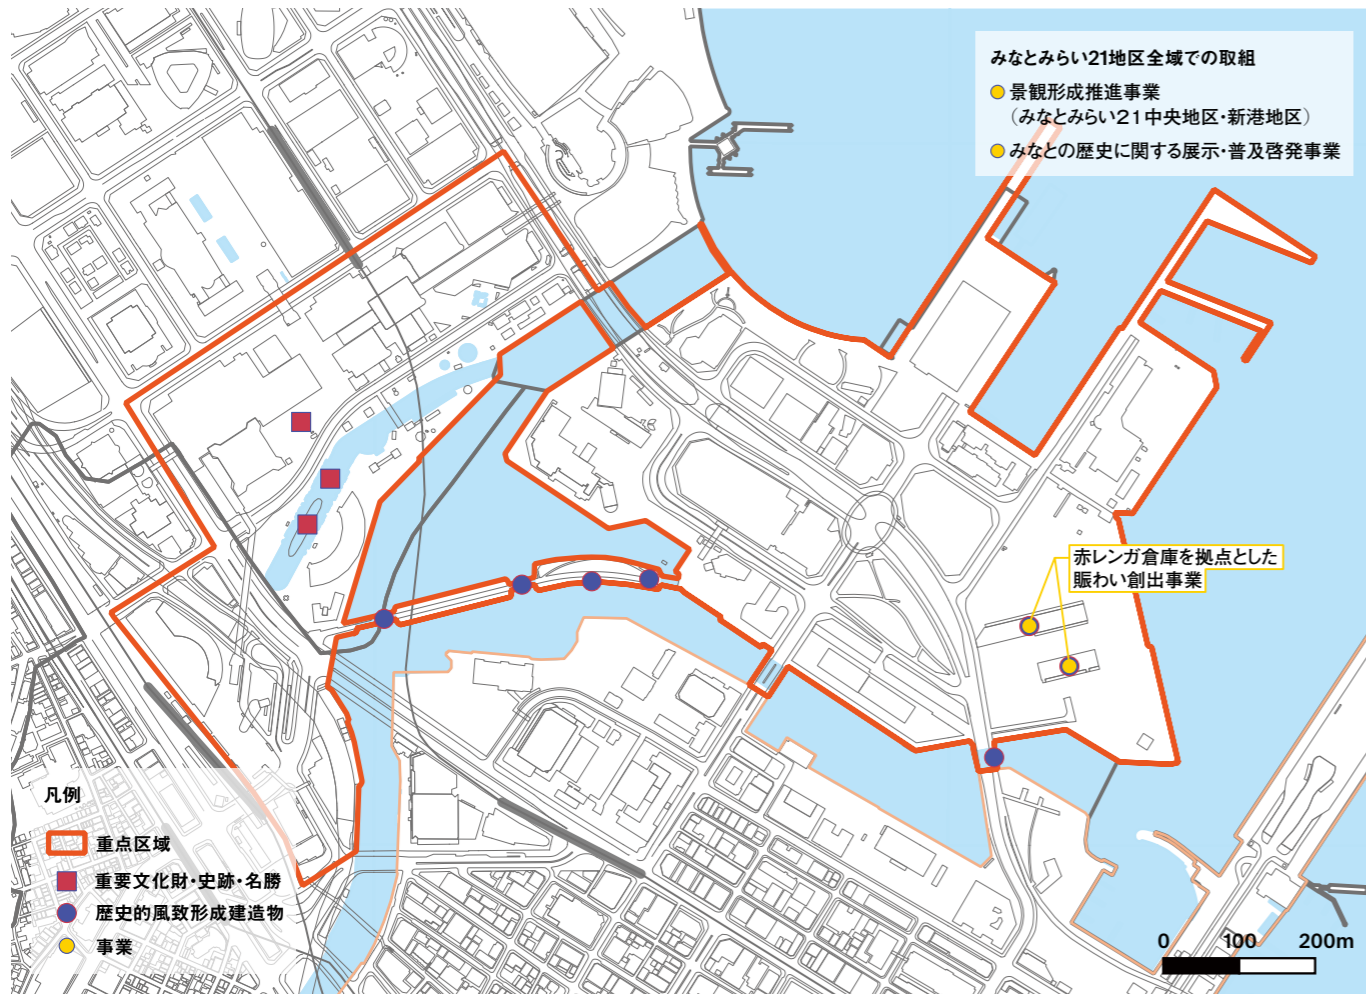 みなとみらい21地区全域での取組
景観形成推進事業
（みなとみらい２１中央地区・新港地区）
みなとの歴史に関する展示・普及啓発事業
赤レンガ倉庫を拠点とした
賑わい創出事業
凡例
重点区域
重要文化財・史跡・名勝
歴史的風致形成建造物
事業
0 100 200m